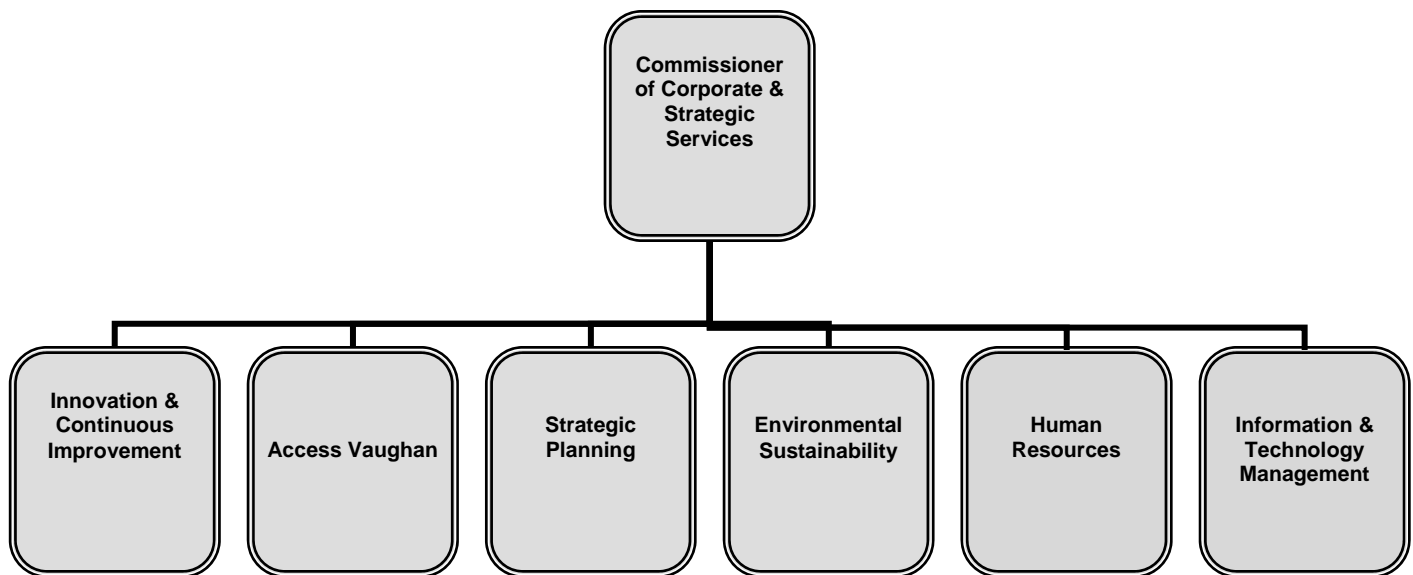 Commissioner
of Corporate &
Strategic
Services
Innovation &
Continuous
Improvement
Access Vaughan
Strategic
Planning
Environmental
Sustainability
Human
Resources
Information &
Technology
Management